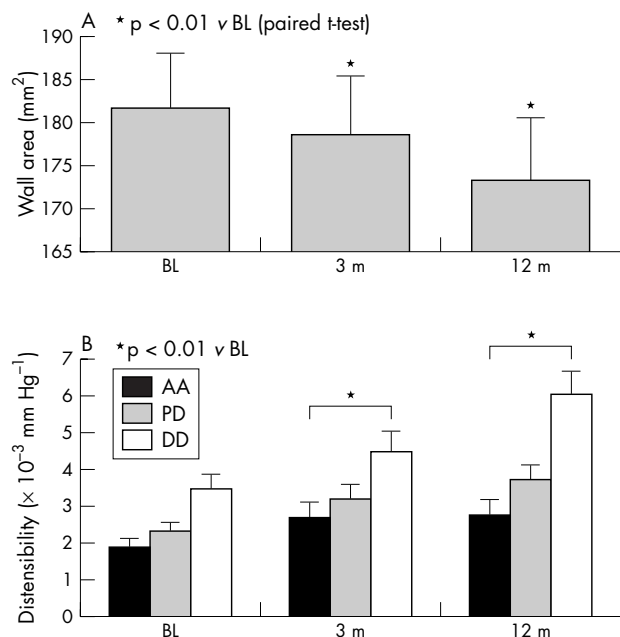 A
★ p < 0.01 v BL (paired t-test)
Wall area (mm²)
190
185
180
175
170
165
★
★
BL
3 m
12 m
B
★ p < 0.01 v BL
Distensibility (× 10⁻³ mm Hg⁻¹)
7
6
5
4
3
2
1
0
AA
PD
DD
★
★
BL
3 m
12 m